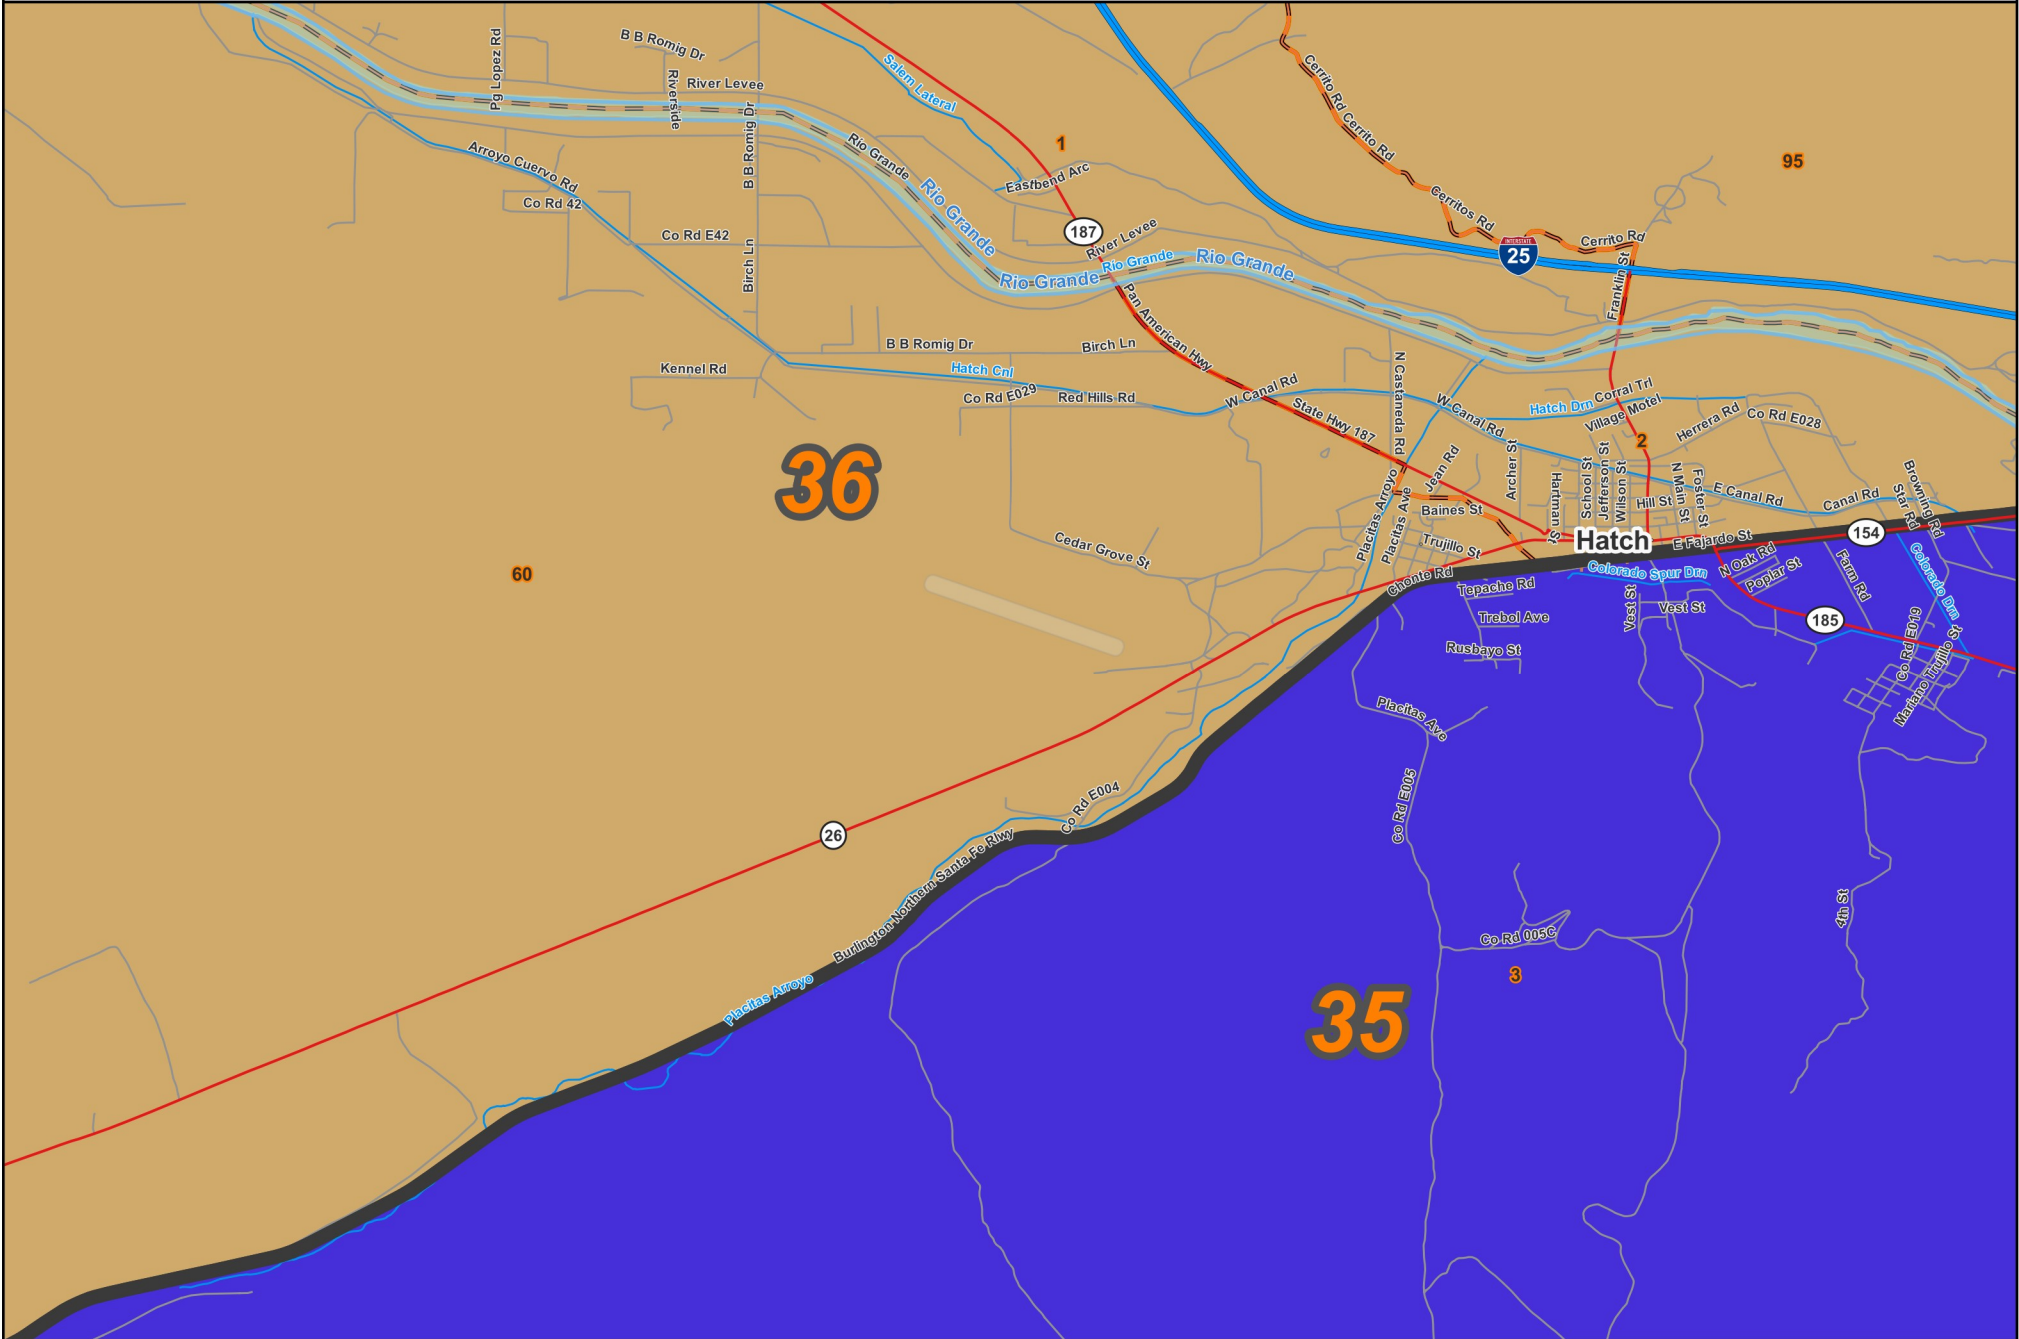 Pg Lopez Rd
B B Romig Dr
Riverside
River Levee
B B Romig Dr
Salem Lateral
Cerrito Rd
Cerrito Rd
1
95
Arroyo Cuervo Rd
Rio Grande
Eastbend Arc
Co Rd 42
Rio Grande
Cerritos Rd
187
Co Rd E42
River Levee
Cerrito Rd
INTERSTATE
25
Birch Ln
Rio Grande
Rio Grande
Rio Grande
Franklin St
Pan American Hwy
B B Romig Dr
Birch Ln
Kennel Rd
Hatch Cnl
Co Rd E029
Red Hills Rd
W Canal Rd
State Hwy 187
N Castaneda Rd
W Canal Rd
Hatch Drn
Corral Trl
Village Motel
Herrera Rd
Co Rd E028
2
36
Jean Rd
Archer St
Hartman St
School St
Jefferson St
Wilson St
Hill St
N Main St
Foster St
E Canal Rd
Canal Rd
Star Rd
Browning Rd
Placitas Arroyo
Placitas Ave
Baines St
Trujillo St
Hatch
E Fajardo St
154
Cedar Grove St
60
Chonte Rd
Tepache Rd
Colorado Spur Drn
N Oak Rd
Poplar St
Farm Rd
Colorado Drn
Trebol Ave
Vest St
Vest St
185
Rusbayo St
Co Rd E019
Mariano Trujillo St
Placitas Ave
Co Rd E005
Co Rd E004
26
Burlington Northern Santa Fe Rlwy
4th St
Co Rd 005C
3
Placitas Arroyo
35